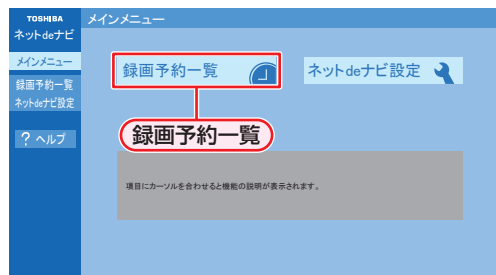 TOSHIBA
ネットdeナビ
メインメニュー
録画予約一覧
ネットdeナビ設定
? ヘルプ
メインメニュー
録画予約一覧
ネットdeナビ設定
録画予約一覧
項目にカーソルを合わせると機能の説明が表示されます。